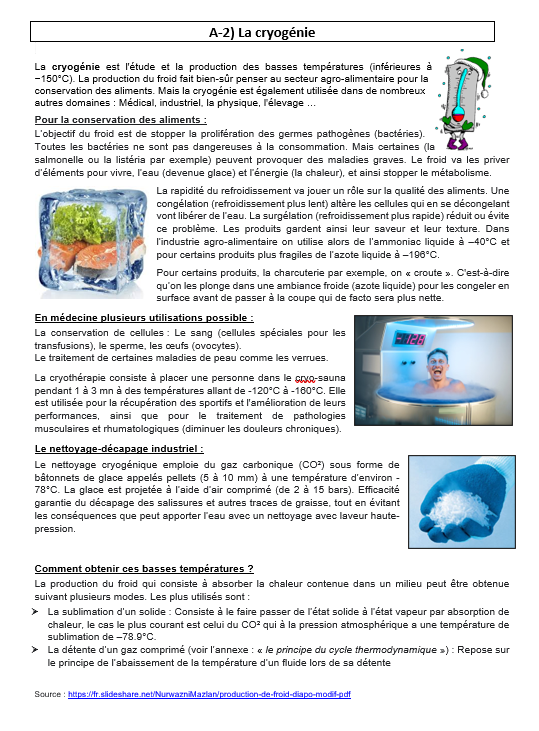 A-2) La cryogénie
La cryogénie est l'étude et la production des basses températures (inférieures à
−150°C). La production du froid fait bien-sûr penser au secteur agro-alimentaire pour la
conservation des aliments. Mais la cryogénie est également utilisée dans de nombreux
autres domaines : Médical, industriel, la physique, l'élevage ...
Pour la conservation des aliments :
L'objectif du froid est de stopper la prolifération des germes pathogènes (bactéries).
Toutes les bactéries ne sont pas dangereuses à la consommation. Mais certaines (la
salmonelle ou la listéria par exemple) peuvent provoquer des maladies graves. Le froid va les priver
d'éléments pour vivre, l'eau (devenue glace) et l'énergie (la chaleur), et ainsi stopper le métabolisme.
La rapidité du refroidissement va jouer un rôle sur la qualité des aliments. Une
congélation (refroidissement plus lent) altère les cellules qui en se décongelant
vont libérer de l'eau. La surgélation (refroidissement plus rapide) réduit ou évite
ce problème. Les produits gardent ainsi leur saveur et leur texture. Dans
l'industrie agro-alimentaire on utilise alors de l'ammoniac liquide à –40°C et
pour certains produits plus fragiles de l'azote liquide à –196°C.
Pour certains produits, la charcuterie par exemple, on « croute ». C'est-à-dire
qu'on les plonge dans une ambiance froide (azote liquide) pour les congeler en
surface avant de passer à la coupe qui de facto sera plus nette.
En médecine plusieurs utilisations possible :
La conservation de cellules : Le sang (cellules spéciales pour les
transfusions), le sperme, les œufs (ovocytes).
Le traitement de certaines maladies de peau comme les verrues.
-126
La cryothérapie consiste à placer une personne dans le cryo-sauna
pendant 1 à 3 mn à des températures allant de -120°C à -160°C. Elle
est utilisée pour la récupération des sportifs et l'amélioration de leurs
performances, ainsi que pour le traitement de pathologies
musculaires et rhumatologiques (diminuer les douleurs chroniques).
Le nettoyage-décapage industriel :
Le nettoyage cryogénique emploie du gaz carbonique (CO²) sous forme de
bâtonnets de glace appelés pellets (5 à 10 mm) à une température d'environ -
78°C. La glace est projetée à l'aide d'air comprimé (de 2 à 15 bars). Efficacité
garantie du décapage des salissures et autres traces de graisse, tout en évitant
les conséquences que peut apporter l'eau avec un nettoyage avec laveur haute-
pression.
Comment obtenir ces basses températures ?
La production du froid qui consiste à absorber la chaleur contenue dans un milieu peut être obtenue
suivant plusieurs modes. Les plus utilisés sont :
➢ La sublimation d'un solide : Consiste à le faire passer de l'état solide à l'état vapeur par absorption de
chaleur, le cas le plus courant est celui du CO² qui à la pression atmosphérique a une température de
sublimation de –78.9°C.
➢ La détente d'un gaz comprimé (voir l'annexe : « le principe du cycle thermodynamique ») : Repose sur
le principe de l'abaissement de la température d'un fluide lors de sa détente
Source : https://fr.slideshare.net/NurwazniMazlan/production-de-froid-diapo-modif-pdf